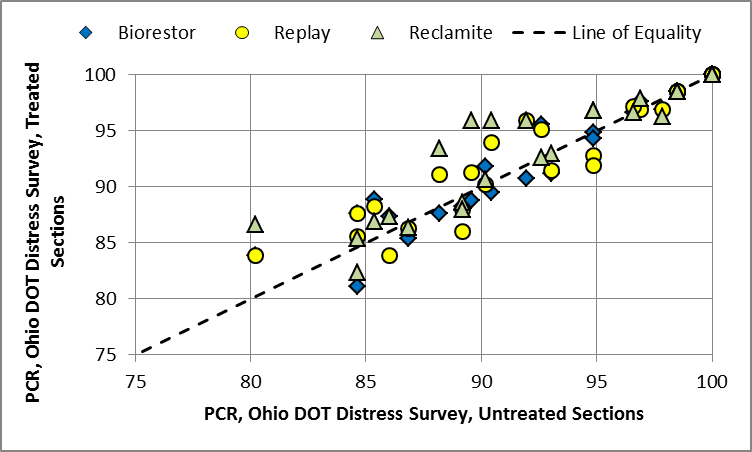 Biorestor Replay Reclamite Line of Equality
PCR, Ohio DOT Distress Survey, Treated
Sections
100
95
90
85
80
75
75 80 85 90 95 100
PCR, Ohio DOT Distress Survey, Untreated Sections